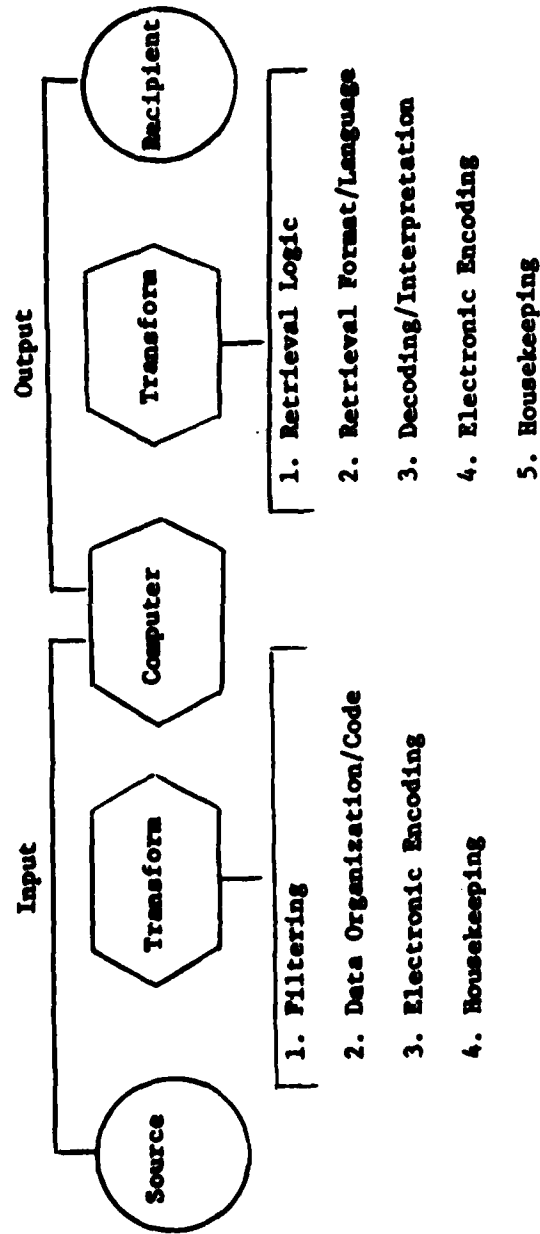 Input
Output
Source
Transform
Computer
Transform
Recipient
1. Filtering
2. Data Organization/Code
3. Electronic Encoding
4. Housekeeping
1. Retrieval Logic
2. Retrieval Format/Language
3. Decoding/Interpretation
4. Electronic Encoding
5. Housekeeping